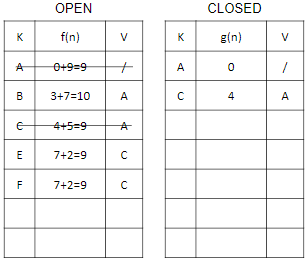 OPEN CLOSED
K f(n) V K g(n) V
A 0+9=9 / A 0 /
B 3+7=10 A C 4 A
C 4+5=9 A
E 7+2=9 C
F 7+2=9 C